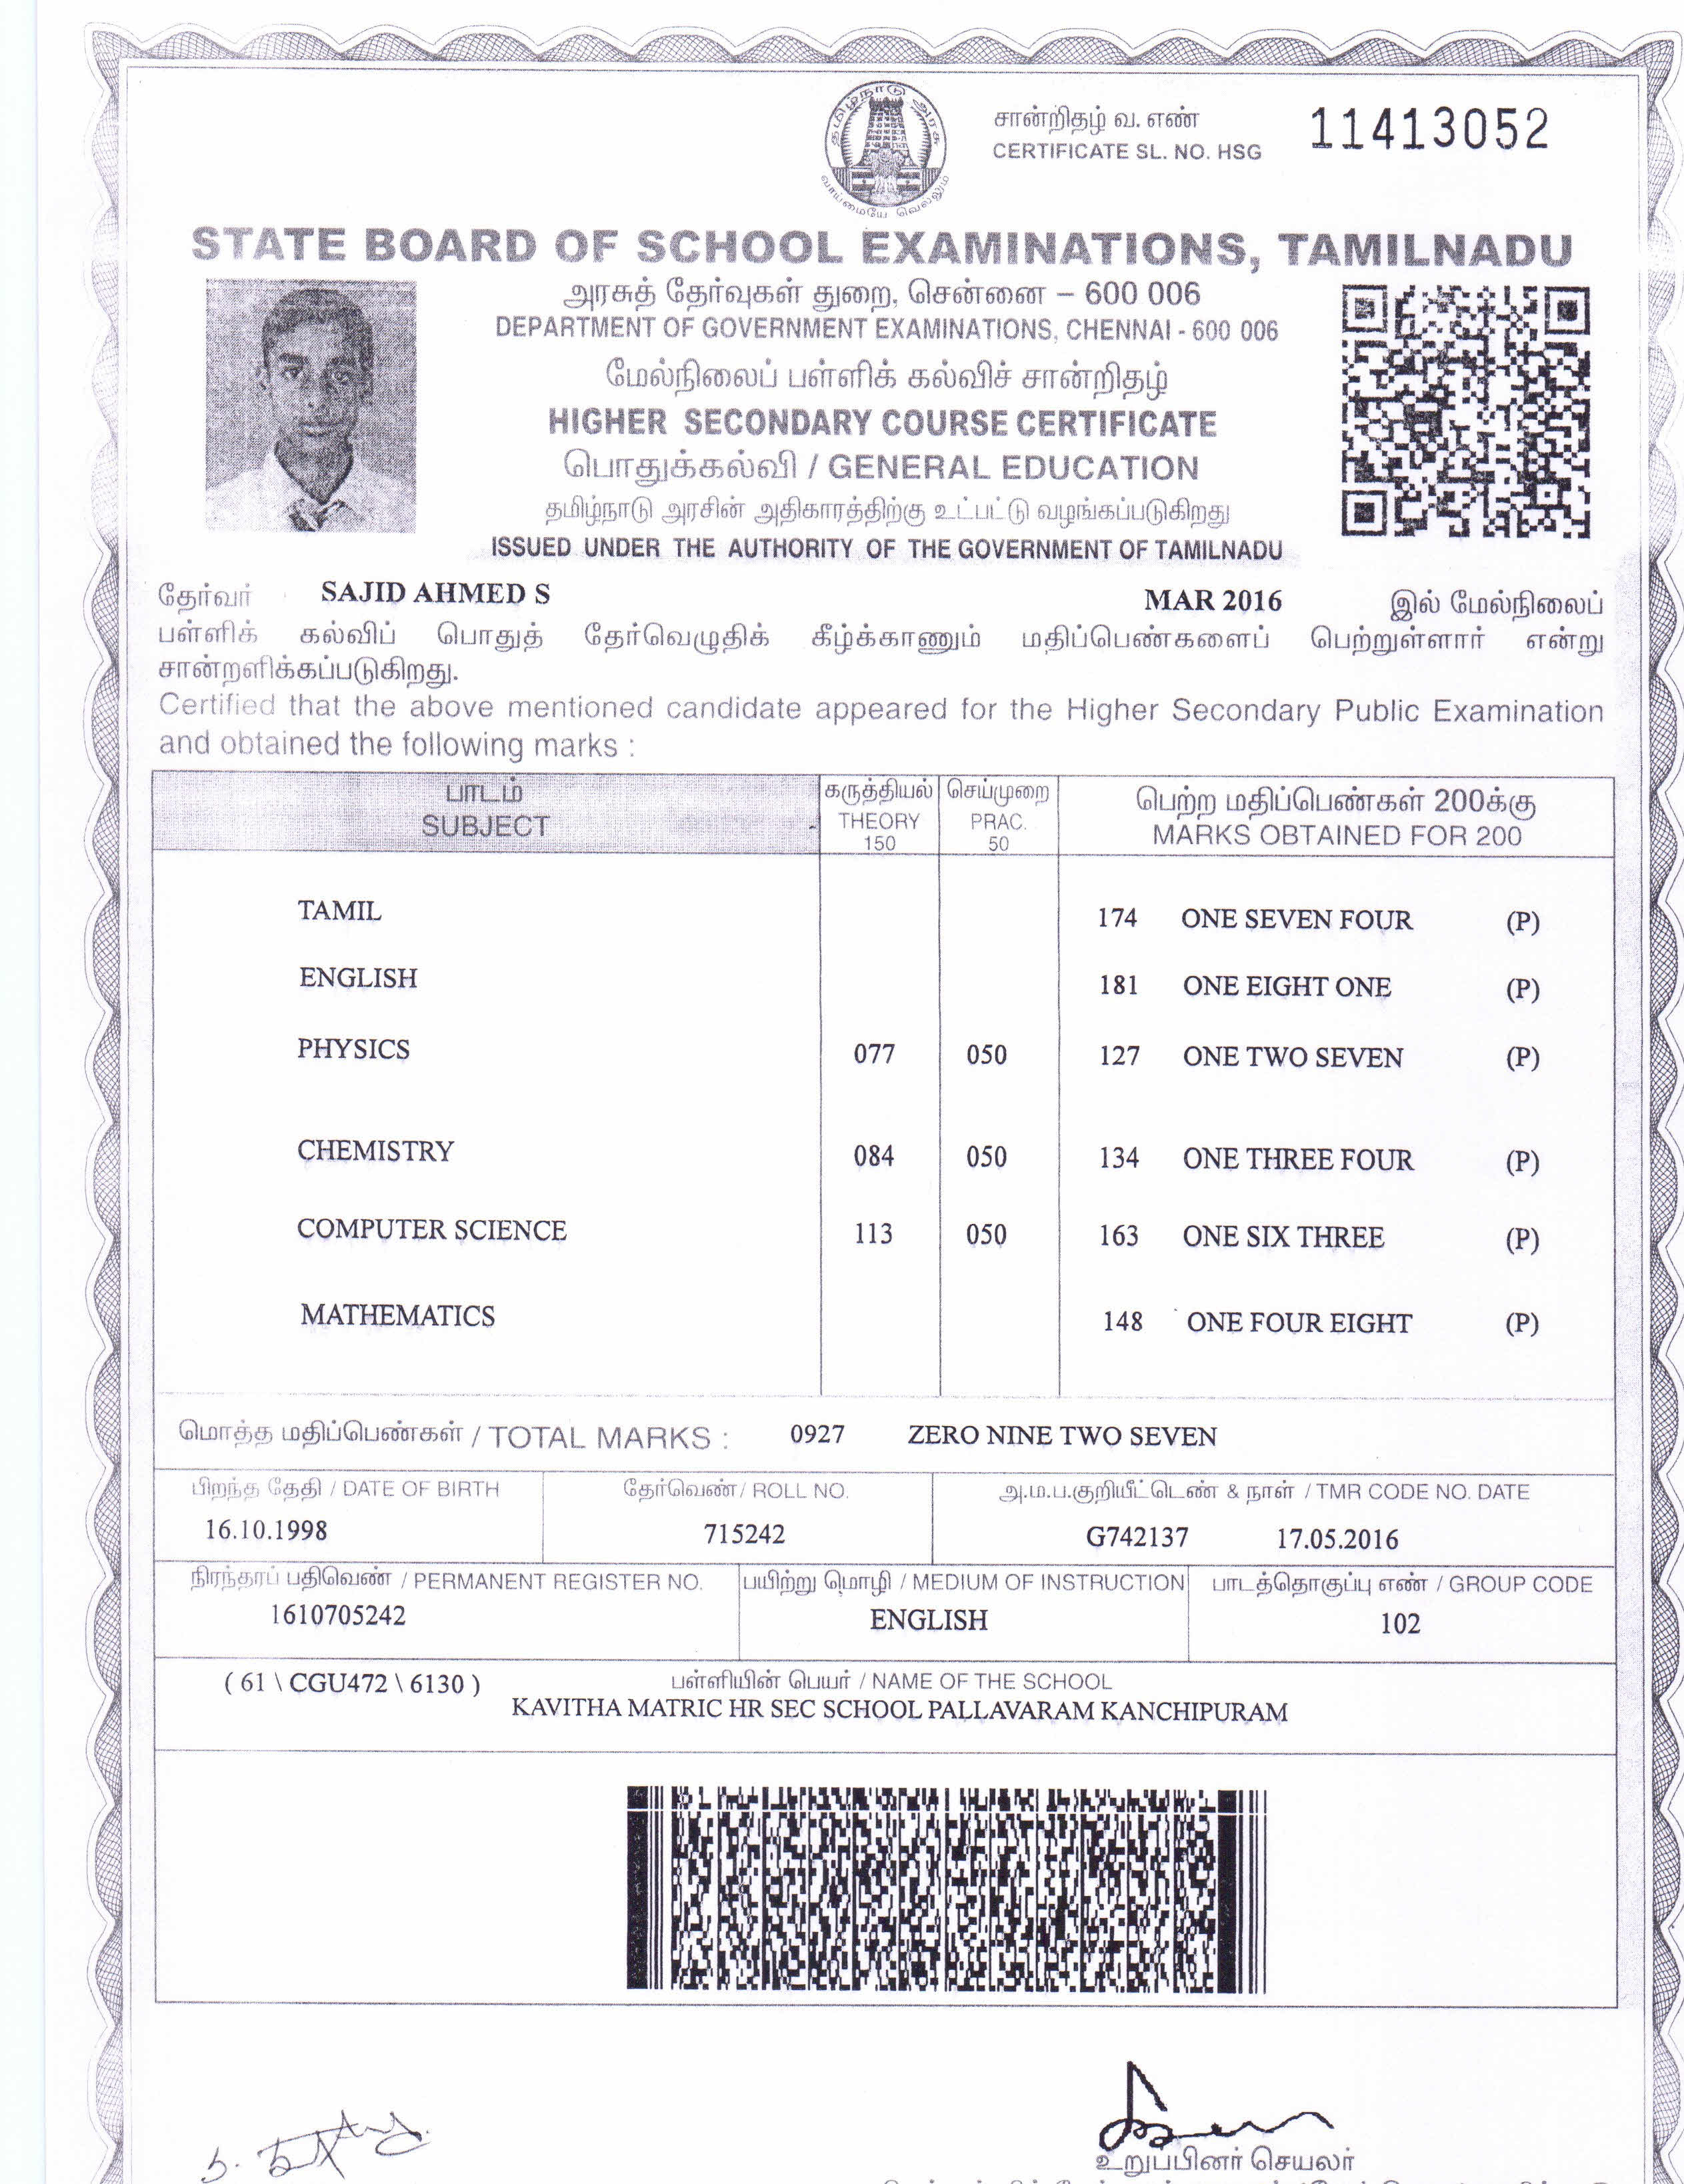 தமிழ்நாடு அரசு
வாய்மையே வெல்லும்
சான்றிதழ் வ. எண்
CERTIFICATE SL. NO. HSG 11413052
STATE BOARD OF SCHOOL EXAMINATIONS, TAMILNADU
அரசுத் தேர்வுகள் துறை, சென்னை – 600 006
DEPARTMENT OF GOVERNMENT EXAMINATIONS, CHENNAI - 600 006
மேல்நிலைப் பள்ளிக் கல்விச் சான்றிதழ்
HIGHER SECONDARY COURSE CERTIFICATE
பொதுக்கல்வி / GENERAL EDUCATION
தமிழ்நாடு அரசின் அதிகாரத்திற்கு உட்பட்டு வழங்கப்படுகிறது
ISSUED UNDER THE AUTHORITY OF THE GOVERNMENT OF TAMILNADU
தேர்வர் SAJID AHMED S MAR 2016 இல் மேல்நிலைப்
பள்ளிக் கல்விப் பொதுத் தேர்வெழுதிக் கீழ்க்காணும் மதிப்பெண்களைப் பெற்றுள்ளார் என்று
சான்றளிக்கப்படுகிறது.
Certified that the above mentioned candidate appeared for the Higher Secondary Public Examination
and obtained the following marks :
பாடம் கருத்தியல் செய்முறை பெற்ற மதிப்பெண்கள் 200க்கு
SUBJECT THEORY PRAC. MARKS OBTAINED FOR 200
150 50
TAMIL 174 ONE SEVEN FOUR (P)
ENGLISH 181 ONE EIGHT ONE (P)
PHYSICS 077 050 127 ONE TWO SEVEN (P)
CHEMISTRY 084 050 134 ONE THREE FOUR (P)
COMPUTER SCIENCE 113 050 163 ONE SIX THREE (P)
MATHEMATICS 148 ONE FOUR EIGHT (P)
மொத்த மதிப்பெண்கள் / TOTAL MARKS : 0927 ZERO NINE TWO SEVEN
பிறந்த தேதி / DATE OF BIRTH தேர்வெண்/ ROLL NO. அ.ம.ப.குறியீட்டெண் & நாள் / TMR CODE NO. DATE
16.10.1998 715242 G742137 17.05.2016
நிரந்தரப் பதிவெண் / PERMANENT REGISTER NO. பயிற்று மொழி / MEDIUM OF INSTRUCTION பாடத்தொகுப்பு எண் / GROUP CODE
1610705242 ENGLISH 102
( 61 \ CGU472 \ 6130 ) பள்ளியின் பெயர் / NAME OF THE SCHOOL
KAVITHA MATRIC HR SEC SCHOOL PALLAVARAM KANCHIPURAM
உறுப்பினர் செயலர்